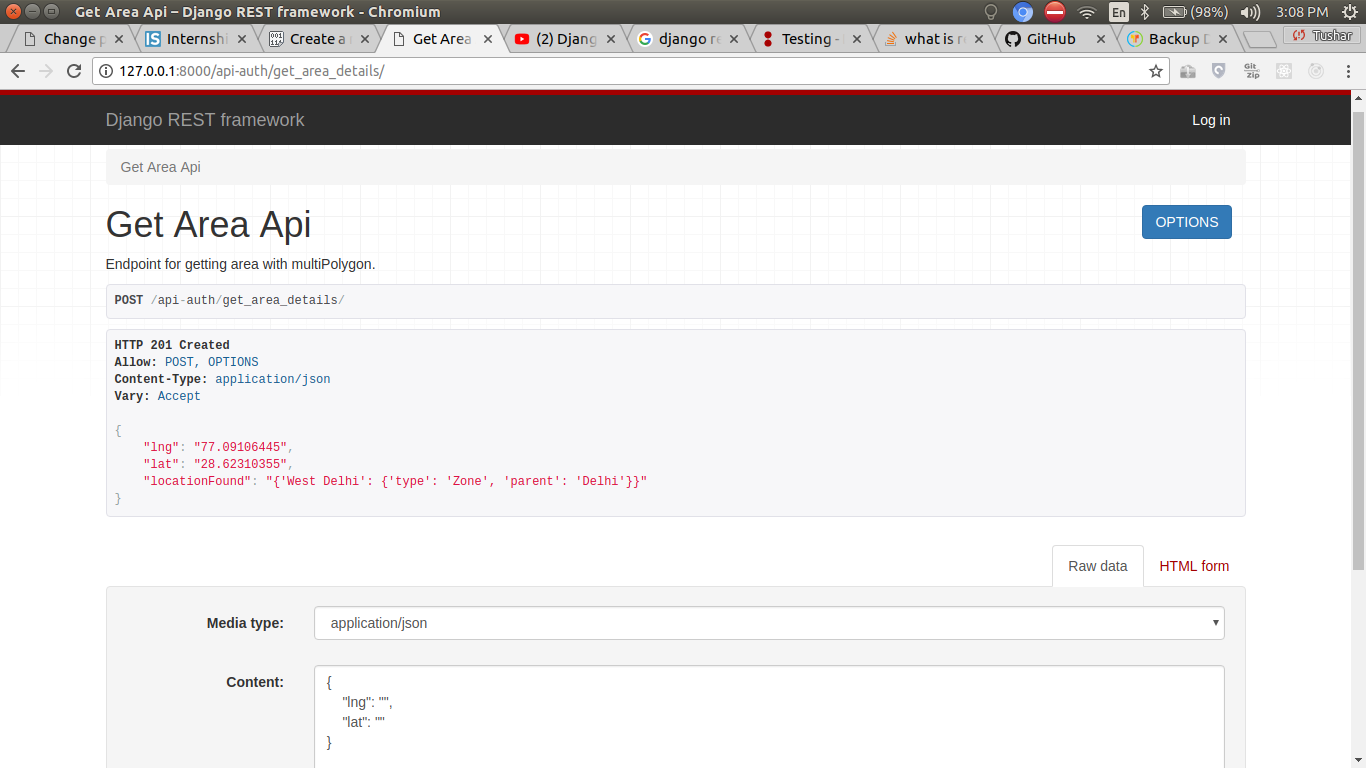 Get Area Api – Django REST framework - Chromium
En
(98%)
3:08 PM
Change p
Internshi
Create a
Get Area
(2) Djang
django re
Testing -
what is re
GitHub
Backup D
Tushar
127.0.0.1:8000/api-auth/get_area_details/
Git Zip
Django REST framework
Log in
Get Area Api
Get Area Api
OPTIONS
Endpoint for getting area with multiPolygon.
POST /api-auth/get_area_details/
HTTP 201 Created
Allow: POST, OPTIONS
Content-Type: application/json
Vary: Accept
{
"lng": "77.09106445",
"lat": "28.62310355",
"locationFound": "{'West Delhi': {'type': 'Zone', 'parent': 'Delhi'}}"
}
Raw data
HTML form
Media type:
application/json
Content:
{
"lng": "",
"lat": ""
}